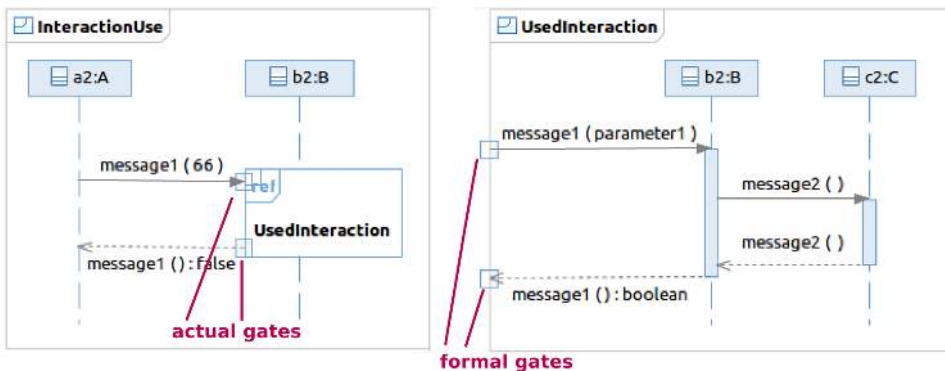 InteractionUse
a2:A
b2:B
message1 ( 66 )
ref
UsedInteraction
message1 () : false
actual gates
UsedInteraction
b2:B
c2:C
message1 ( parameter1 )
message2 ( )
message2 ( )
message1 () : boolean
formal gates